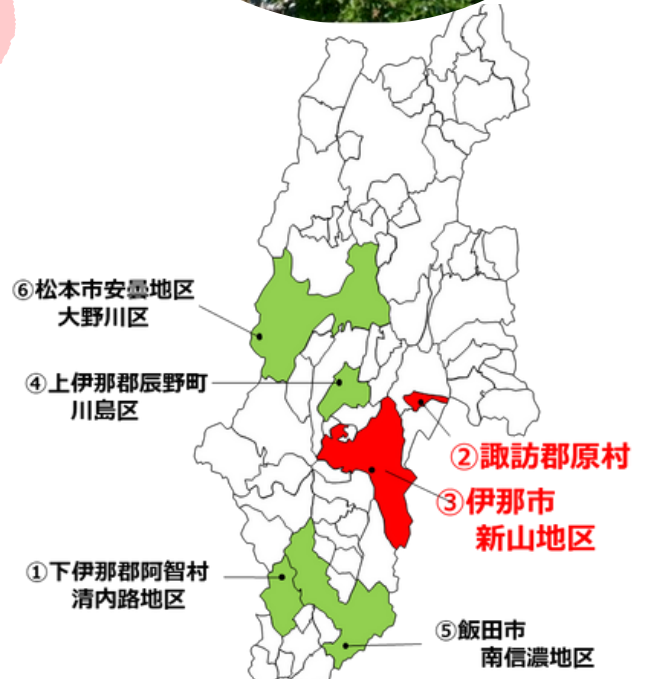 ⑥松本市安曇地区
大野川区
④上伊那郡辰野町
川島区
②諏訪郡原村
③伊那市
新山地区
①下伊那郡阿智村
清内路地区
⑤飯田市
南信濃地区